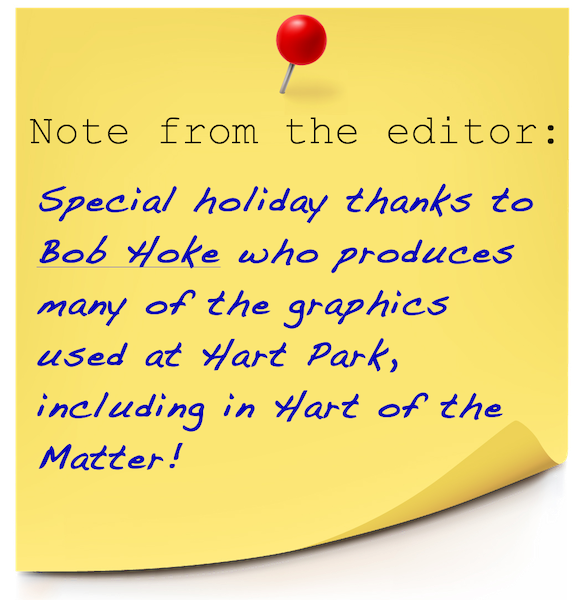 Note from the editor:
Special holiday thanks to
Bob Hoke who produces
many of the graphics
used at Hart Park,
including in Hart of the
Matter!